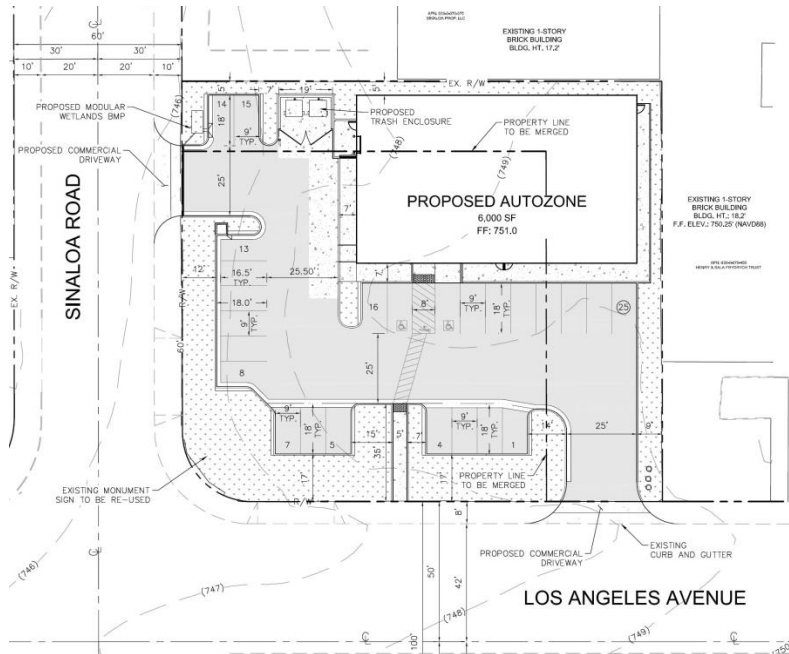 ℄
60'
30'
30'
10'
20'
20'
10'
EXISTING 1-STORY
BRICK BUILDING
BLDG, HT, 17.2'
EX. R/W
5'
7'
19'
5'
14
15
18'
9'
TYP.
(746)
PROPOSED MODULAR
WETLANDS BMP
PROPOSED
TRASH ENCLOSURE
PROPERTY LINE
TO BE MERGED
(748)
(749)
PROPOSED COMMERCIAL
DRIVEWAY
25'
PROPOSED AUTOZONE
6,000 SF
FF: 751.0
7'
EXISTING 1-STORY
BRICK BUILDING
BLDG, HT.; 18.2'
F.F. ELEV.; 750.25' (NAVD88)
SINALOA ROAD
EX. R/W
R/W
60'
12'
13
16.5'
25.50'
18.0'
9'
TYP.
8
7'
16
8'
9'
TYP.
18'
TYP.
25
25'
9'
TYP.
18'
TYP.
7
5
15'
5'
7'
9'
TYP.
18'
TYP.
4
1
14'
25'
9'
35'
17'
17'
PROPERTY LINE
TO BE MERGED
EXISTING MONUMENT
SIGN TO BE RE-USED
R/W
8'
PROPOSED COMMERCIAL
DRIVEWAY
EXISTING
CURB AND GUTTER
50'
42'
100'
LOS ANGELES AVENUE
℄
(746)
(747)
(748)
(749)
(750)
℄
℄